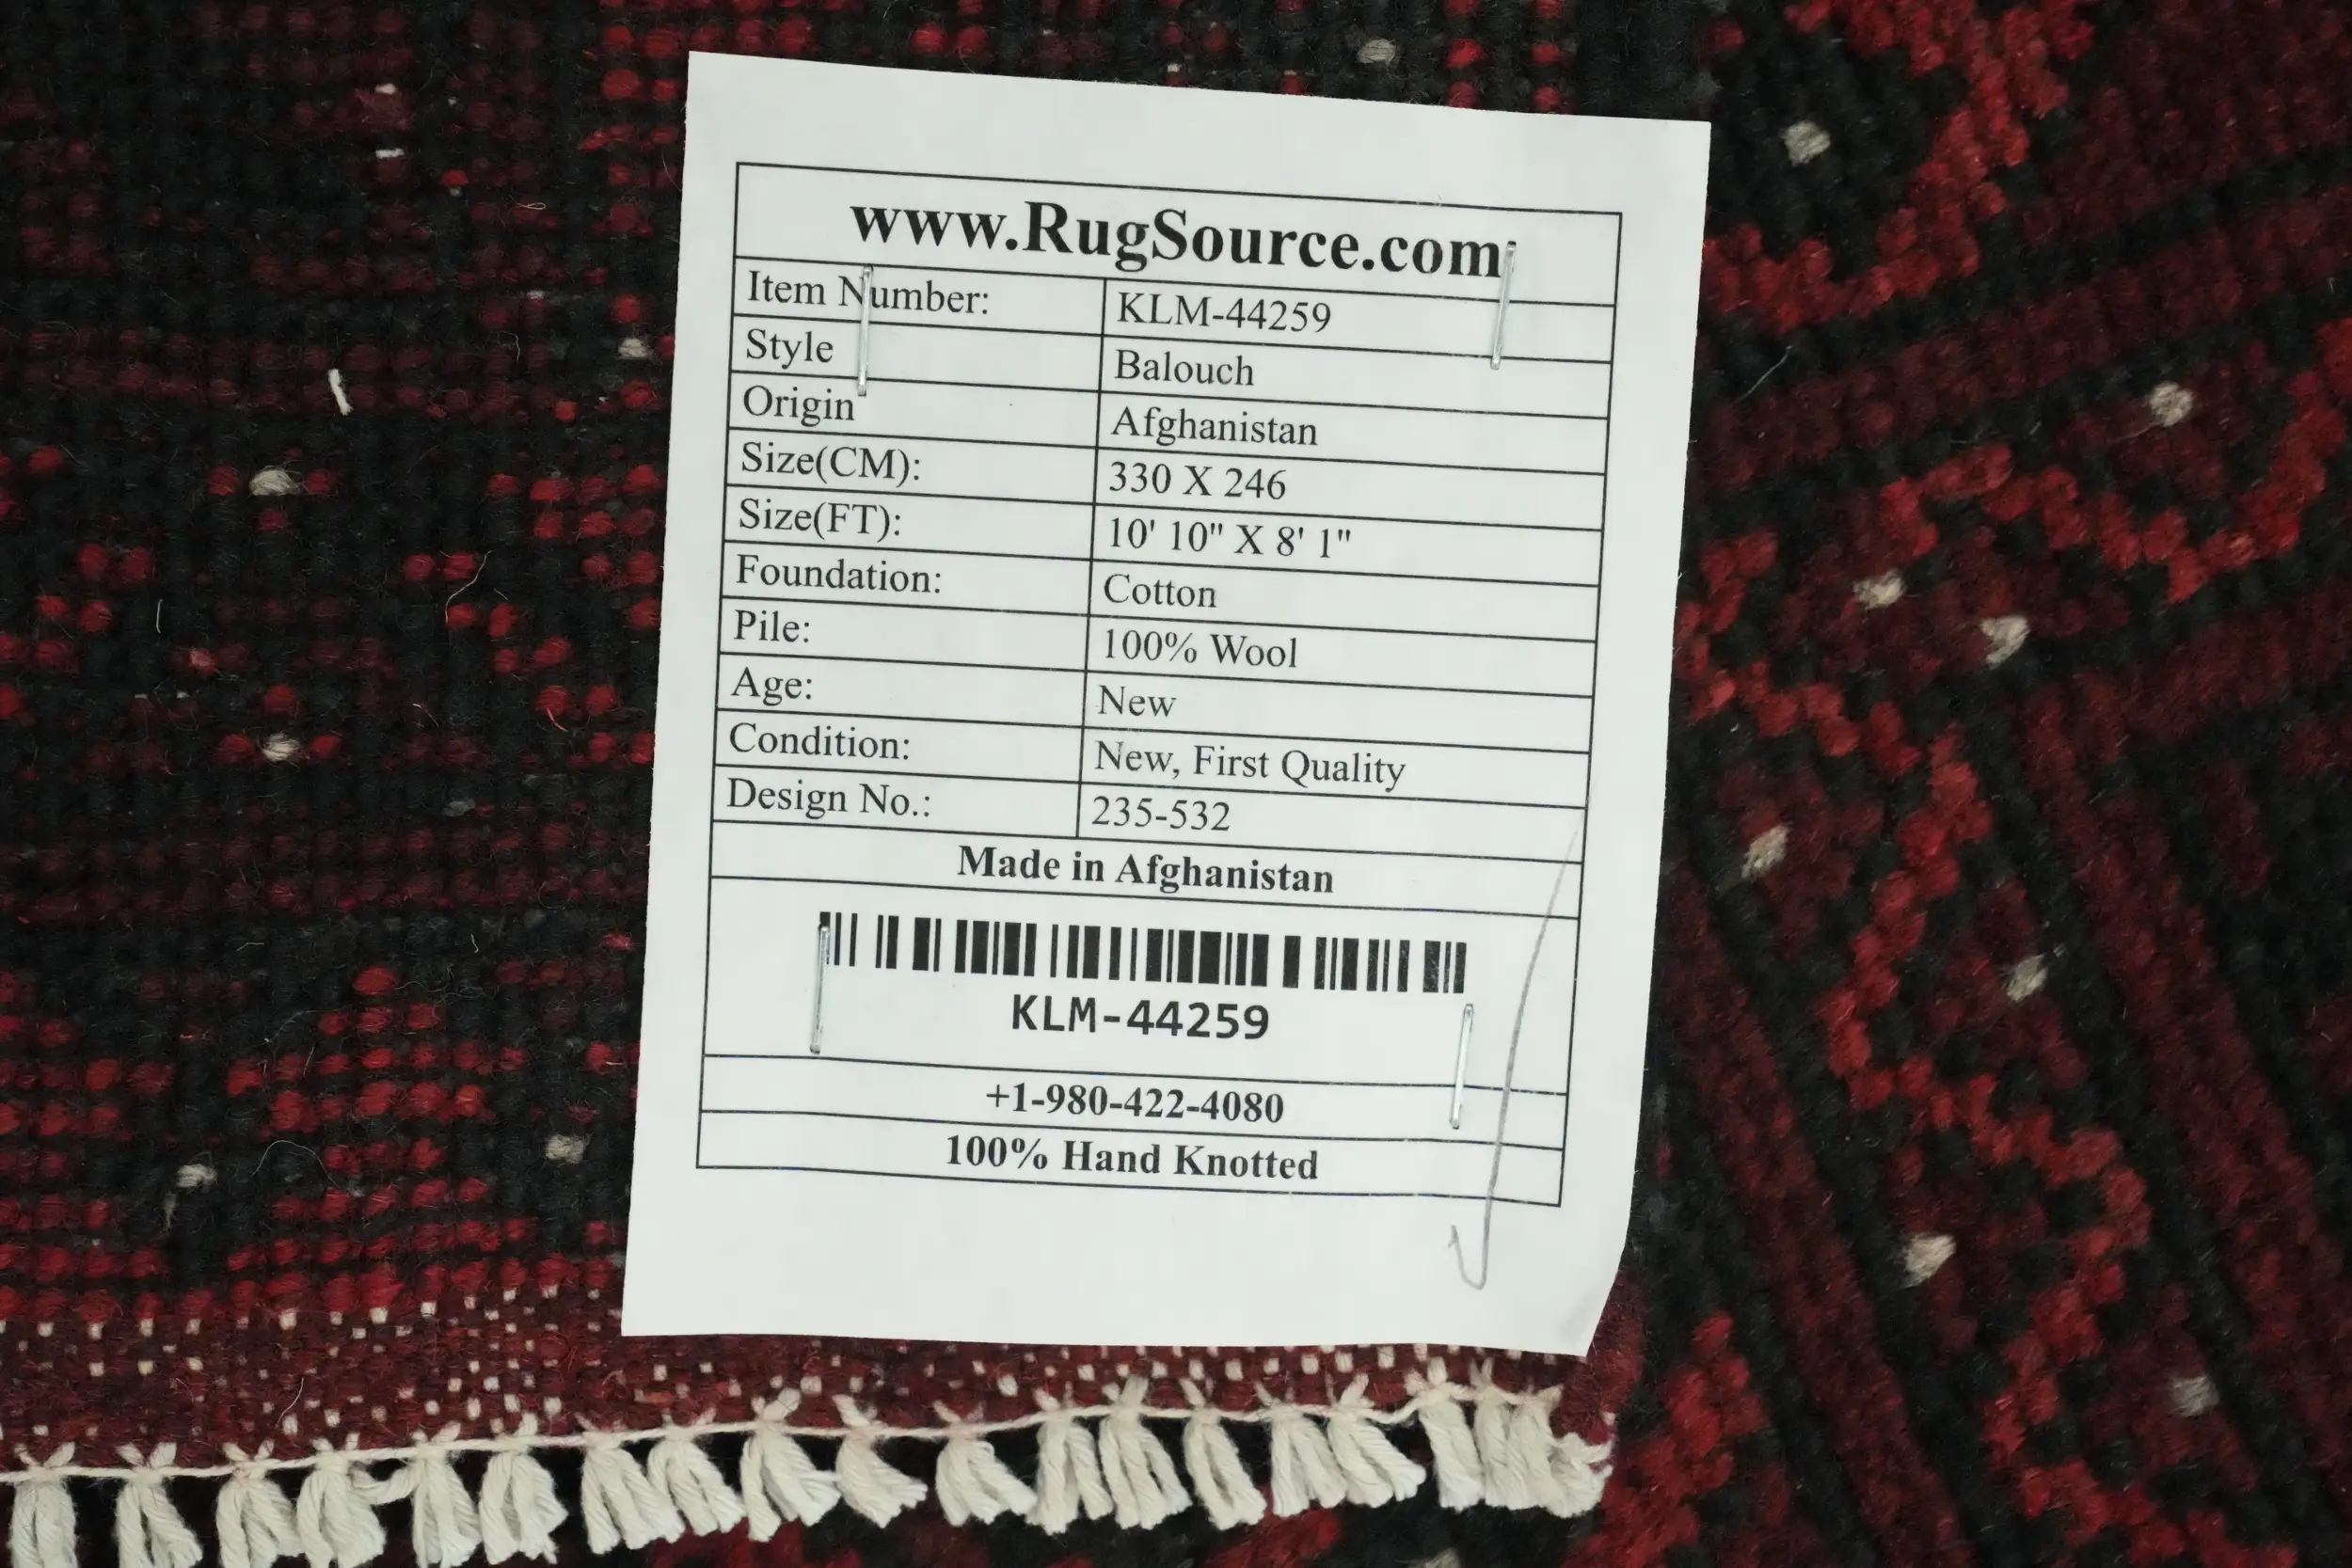 www.RugSource.com
Item Number: KLM-44259
Style Balouch
Origin Afghanistan
Size(CM): 330 X 246
Size(FT): 10' 10" X 8' 1"
Foundation: Cotton
Pile: 100% Wool
Age: New
Condition: New, First Quality
Design No.: 235-532
Made in Afghanistan
KLM-44259
+1-980-422-4080
100% Hand Knotted